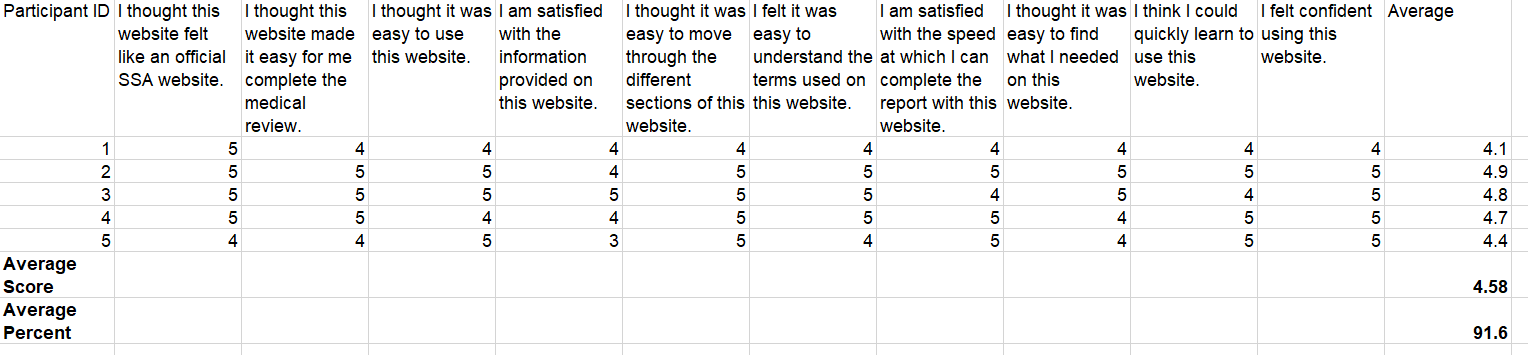 Participant ID I thought this website felt like an official SSA website. I thought this website made it easy for me complete the medical review. I thought it was easy to use this website. I am satisfied with the information provided on this website. I thought it was easy to move through the different sections of this website. I felt it was easy to understand the terms used on this website. I am satisfied with the speed at which I can complete the report with this website. I thought it was easy to find what I needed on this website. I think I could quickly learn to use this website. I felt confident using this website. Average
1 5 4 4 4 4 4 4 4 4 4 4.1
2 5 5 5 4 5 5 5 5 5 5 4.9
3 5 5 5 5 5 5 4 5 4 5 4.8
4 5 5 4 4 5 5 5 4 5 5 4.7
5 4 4 5 3 5 4 5 4 5 5 4.4
Average Score 4.58
Average Percent 91.6